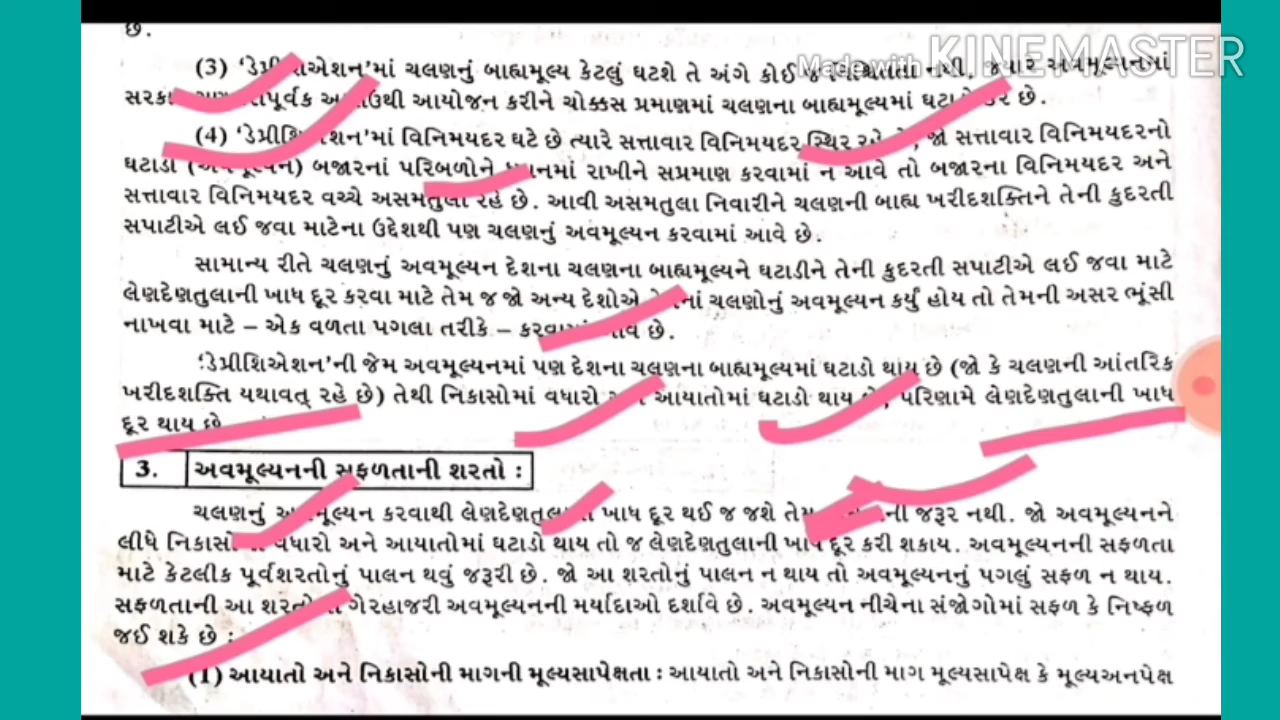 છે.
Made with KINEMASTER
(3) 'ડેપ્રીશિએશન'માં ચલણનું બાહ્યમૂલ્ય કેટલું ઘટશે તે અંગે કોઈ નથી, જ્યારે અવમૂલ્યનમાં
આયોજન કરીને ચોક્કસ પ્રમાણમાં ચલણના બાહ્યમૂલ્યમાં ઘટાડો કરે છે.
(4) 'ડેપ્રીશિએશન'માં વિનિમયદર ઘટે છે ત્યારે સત્તાવાર વિનિમયદર સ્થિર રહે છે, જો સત્તાવાર વિનિમયદરનો
ઘટાડો (અવમૂલ્યન) બજારનાં પરિબળોને ધ્યાનમાં રાખીને સપ્રમાણ કરવામાં ન આવે તો બજારના વિનિમયદર અને
સત્તાવાર વિનિમયદર વચ્ચે અસમતુલા રહે છે. આવી અસમતુલા નિવારીને ચલણની બાહ્ય ખરીદશક્તિને તેની કુદરતી
સપાટીએ લઈ જવા માટેના ઉદ્દેશથી પણ ચલણનું અવમૂલ્યન કરવામાં આવે છે.
સામાન્ય રીતે ચલણનું અવમૂલ્યન દેશના ચલણના બાહ્યમૂલ્યને ઘટાડીને તેની કુદરતી સપાટીએ લઈ જવા માટે
લેણદેણતુલાની ખાધ દૂર કરવા માટે તેમ જ જો અન્ય દેશોએ તેમનાં ચલણોનું અવમૂલ્યન કર્યું હોય તો તેમની અસર ભૂંસી
નાખવા માટે – એક વળતા પગલા તરીકે – કરવામાં આવે છે.
'ડેપ્રીશિએશન'ની જેમ અવમૂલ્યનમાં પણ દેશના ચલણના બાહ્યમૂલ્યમાં ઘટાડો થાય છે (જો કે ચલણની આંતરિક
ખરીદશક્તિ યથાવત્ રહે છે) તેથી નિકાસોમાં વધારો અને આયાતોમાં ઘટાડો થાય છે, પરિણામે લેણદેણતુલાની ખાધ
દૂર થાય છે.
3. અવમૂલ્યનની સફળતાની શરતો :
ચલણનું અવમૂલ્યન કરવાથી લેણદેણતુલાની ખાધ દૂર થઈ જ જશે તેમ જરૂર નથી. જો અવમૂલ્યનને
લીધે નિકાસોમાં વધારો અને આયાતોમાં ઘટાડો થાય તો જ લેણદેણતુલાની ખાધ દૂર કરી શકાય. અવમૂલ્યનની સફળતા
માટે કેટલીક પૂર્વશરતોનું પાલન થવું જરૂરી છે. જો આ શરતોનું પાલન ન થાય તો અવમૂલ્યનનું પગલું સફળ ન થાય.
સફળતાની આ શરતોની ગેરહાજરી અવમૂલ્યનની મર્યાદાઓ દર્શાવે છે. અવમૂલ્યન નીચેના સંજોગોમાં સફળ કે નિષ્ફળ
જઈ શકે છે :
(1) આયાતો અને નિકાસોની માગની મૂલ્યસાપેક્ષતા : આયાતો અને નિકાસોની માગ મૂલ્યસાપેક્ષ કે મૂલ્યઅનપેક્ષ